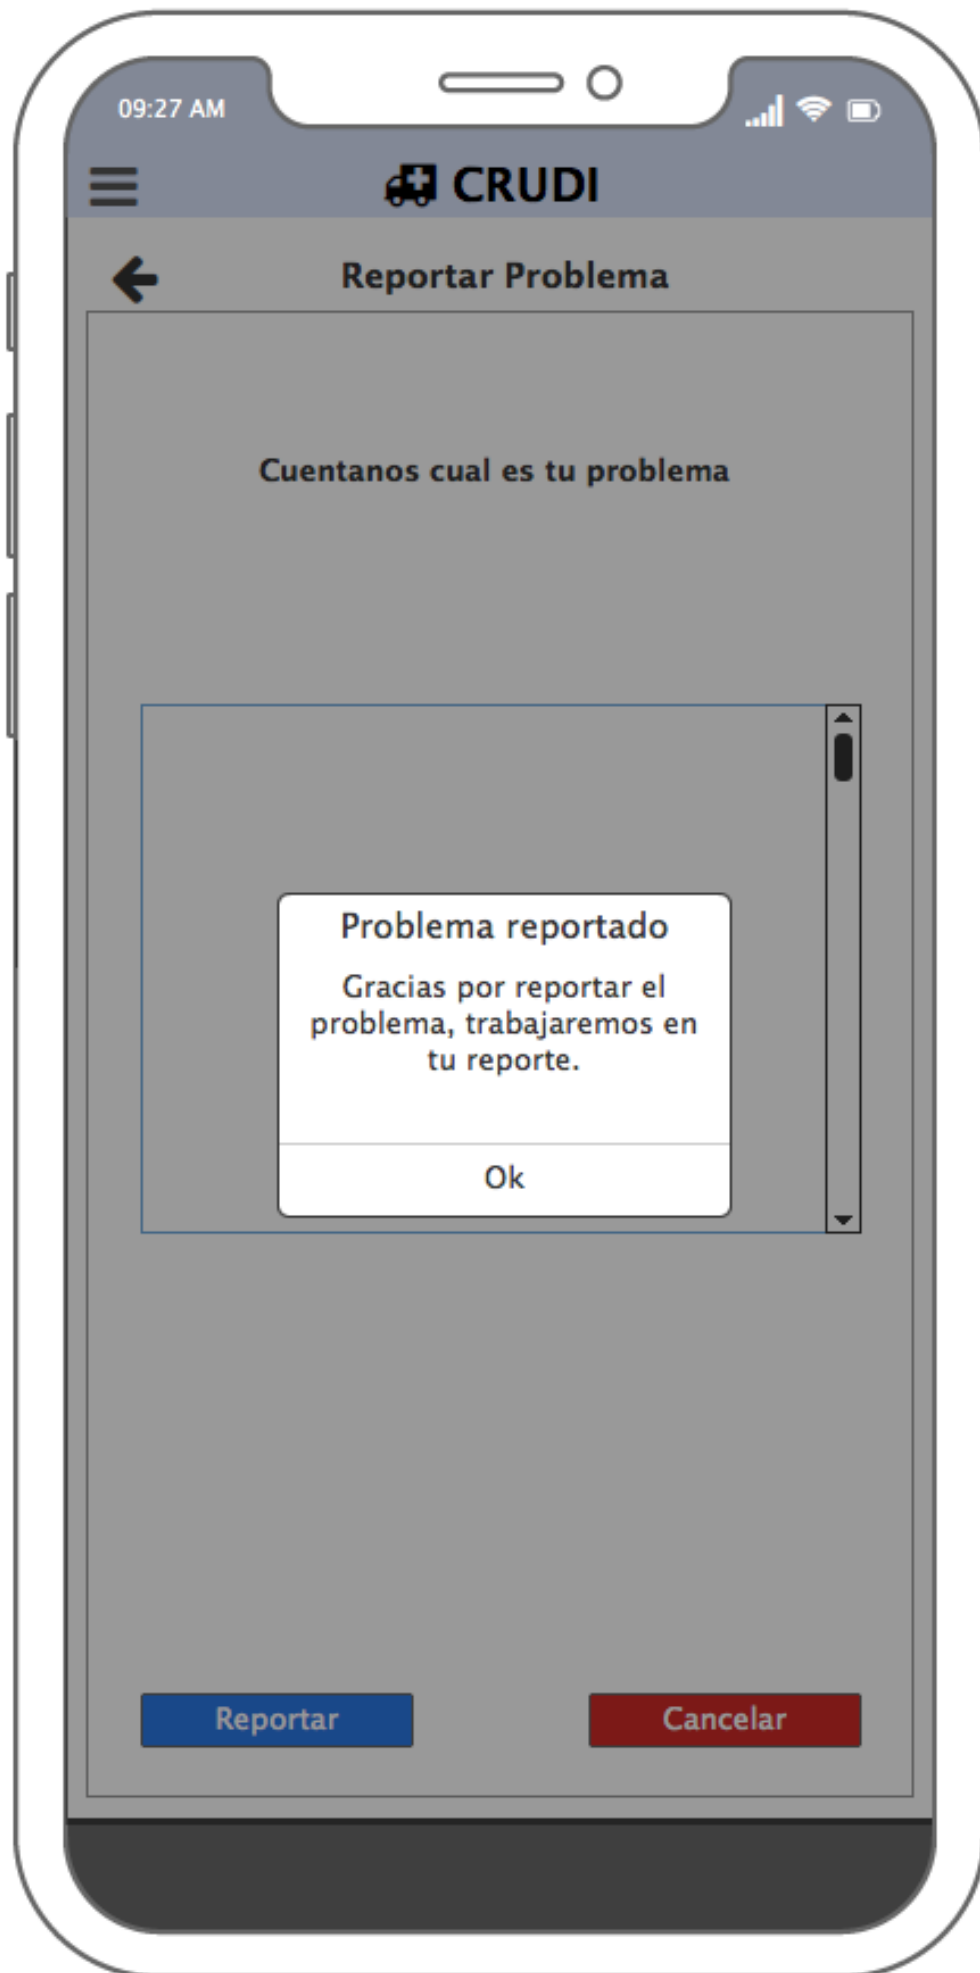 09:27 AM
CRUDI
Reportar Problema
Cuentanos cual es tu problema
Problema reportado
Gracias por reportar el
problema, trabajaremos en
tu reporte.
Ok
Reportar
Cancelar